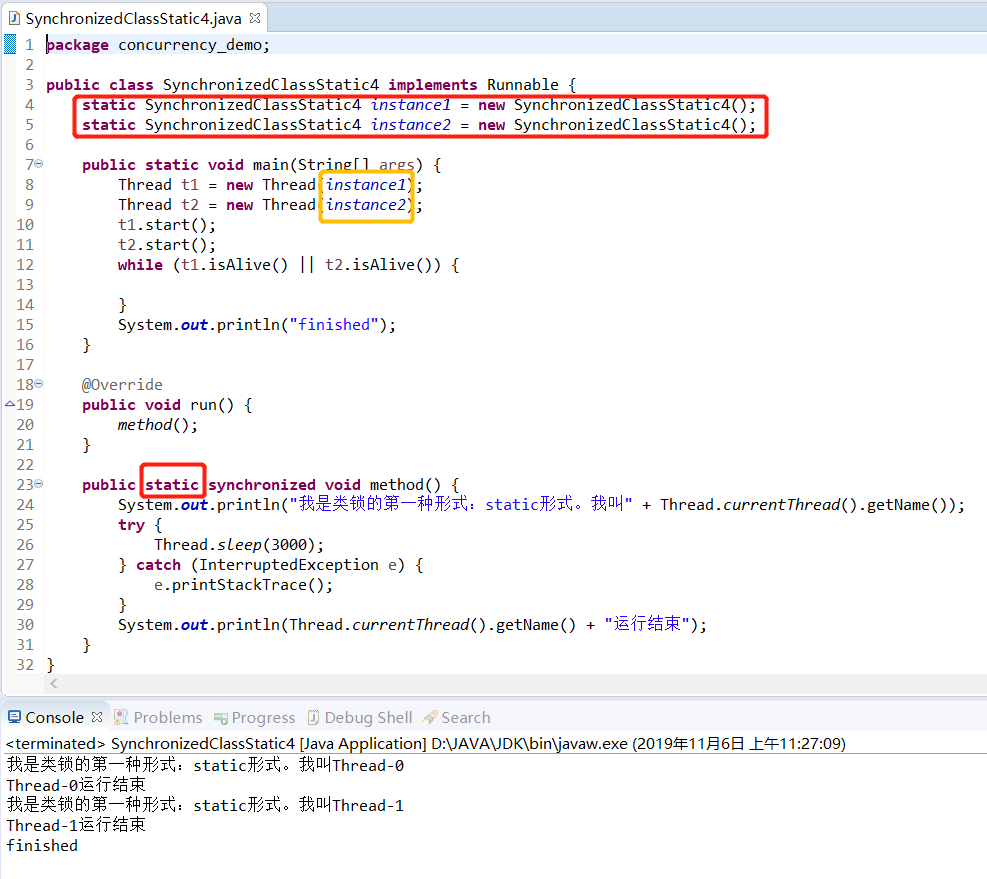 SynchronizedClassStatic4.java
1 package concurrency_demo;
2
3 public class SynchronizedClassStatic4 implements Runnable {
4 static SynchronizedClassStatic4 instance1 = new SynchronizedClassStatic4();
5 static SynchronizedClassStatic4 instance2 = new SynchronizedClassStatic4();
6
7 public static void main(String[] args) {
8 Thread t1 = new Thread(instance1);
9 Thread t2 = new Thread(instance2);
10 t1.start();
11 t2.start();
12 while (t1.isAlive() || t2.isAlive()) {
13
14 }
15 System.out.println("finished");
16 }
17
18 @Override
19 public void run() {
20 method();
21 }
22
23 public static synchronized void method() {
24 System.out.println("我是类锁的第一种形式：static形式。我叫" + Thread.currentThread().getName());
25 try {
26 Thread.sleep(3000);
27 } catch (InterruptedException e) {
28 e.printStackTrace();
29 }
30 System.out.println(Thread.currentThread().getName() + "运行结束");
31 }
32 }
Console Problems Progress Debug Shell Search
<terminated> SynchronizedClassStatic4 [Java Application] D:\JAVA\JDK\bin\javaw.exe (2019年11月6日 上午11:27:09)
我是类锁的第一种形式：static形式。我叫Thread-0
Thread-0运行结束
我是类锁的第一种形式：static形式。我叫Thread-1
Thread-1运行结束
finished